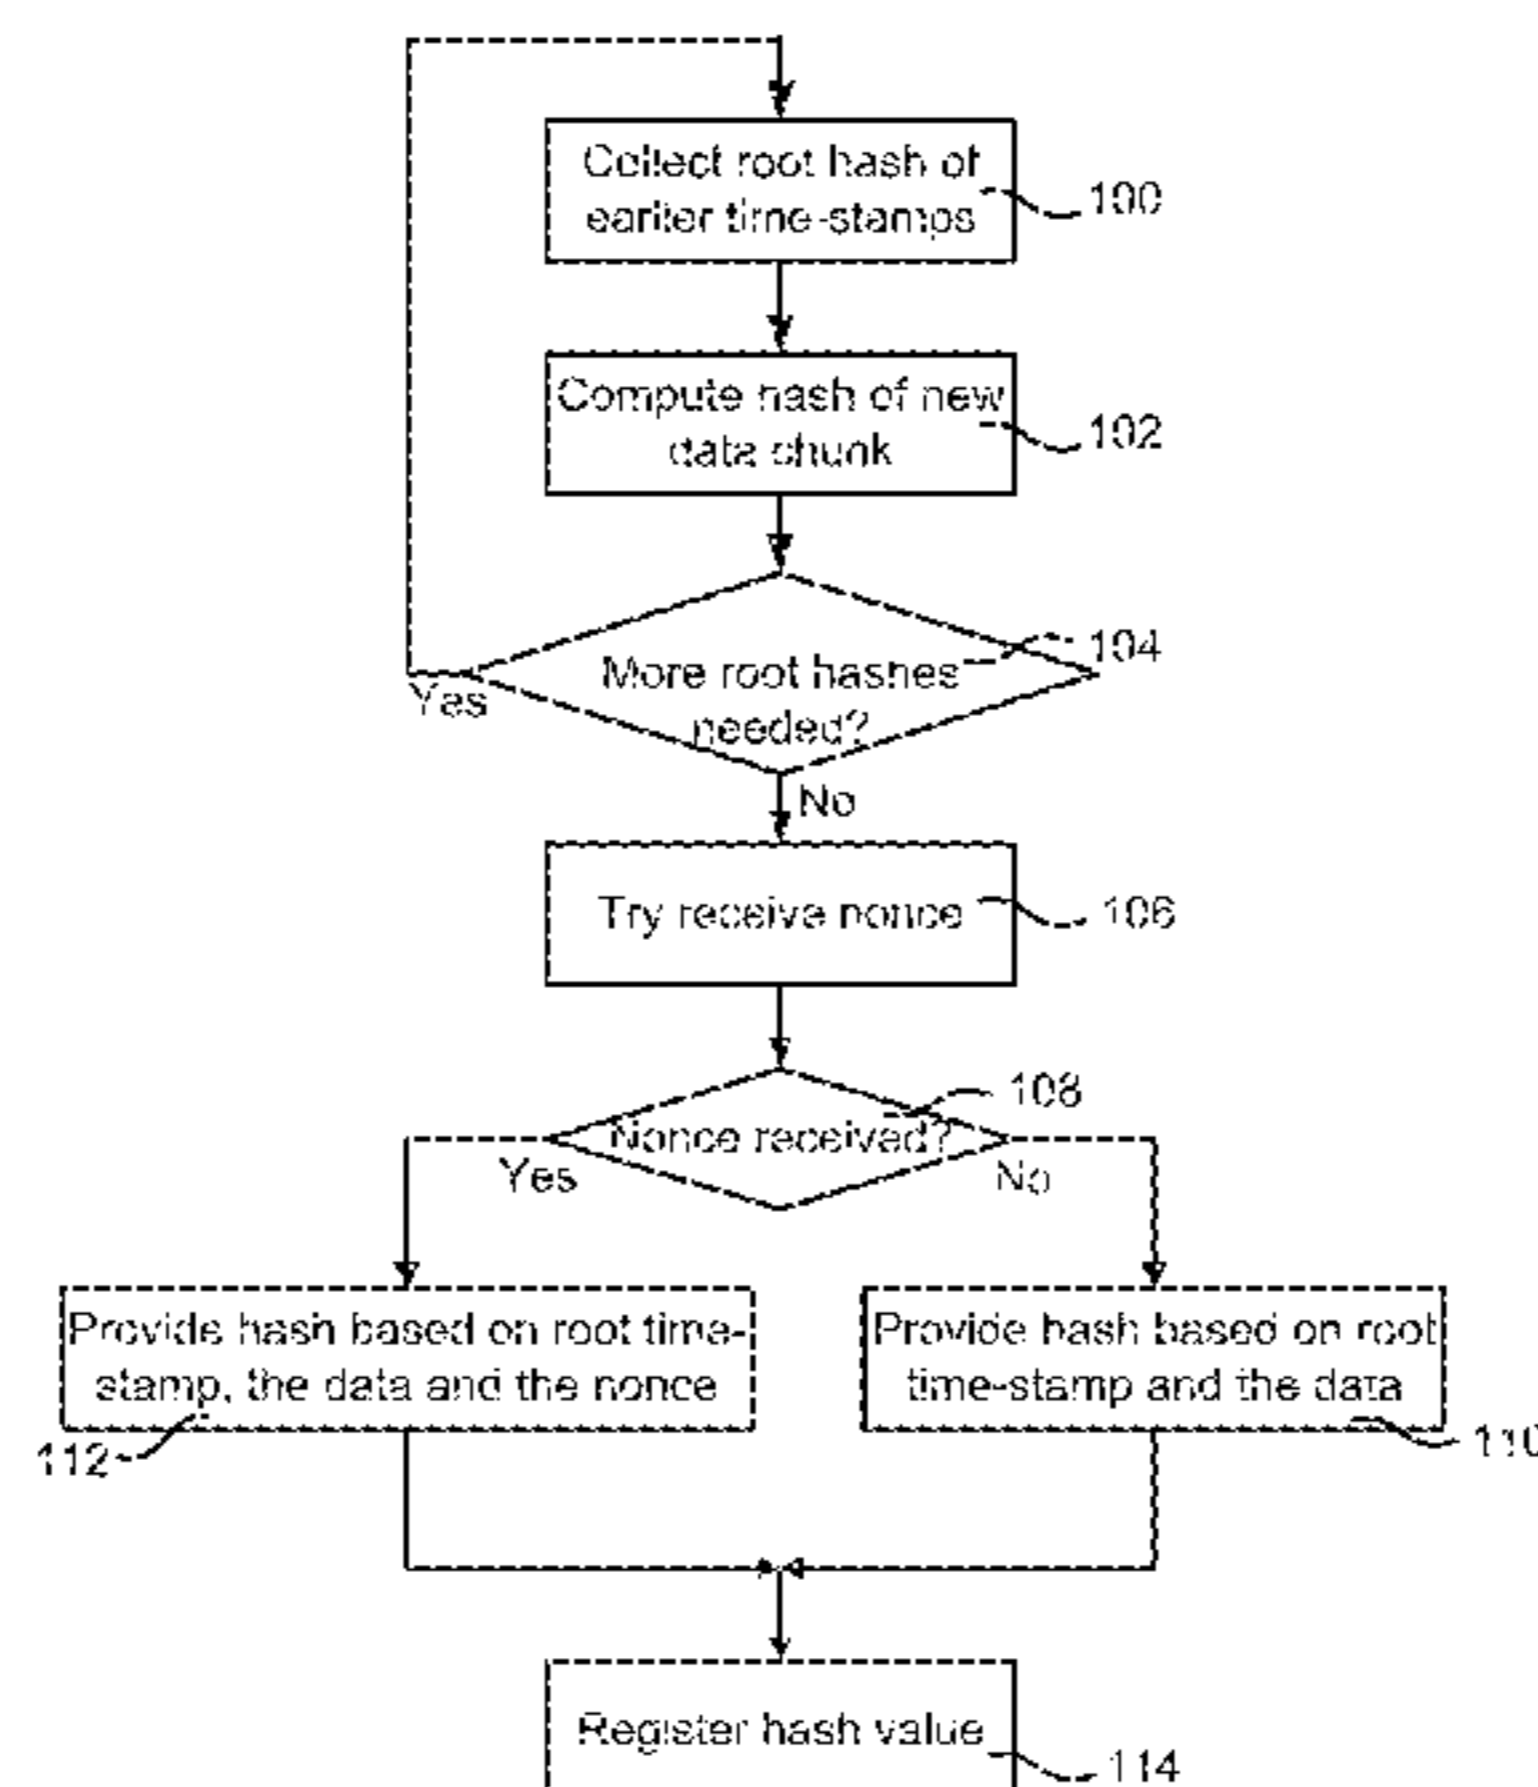 Collect root hash of
earlier time-stamps
100
Compute hash of new
data chunk
102
104
More root hashes
needed?
Yes
No
Try receive nonce
106
108
Nonce received?
Yes
No
Provide hash based on root time-
stamp, the data and the nonce
112
Provide hash based on root
time-stamp and the data
110
Register hash value
114